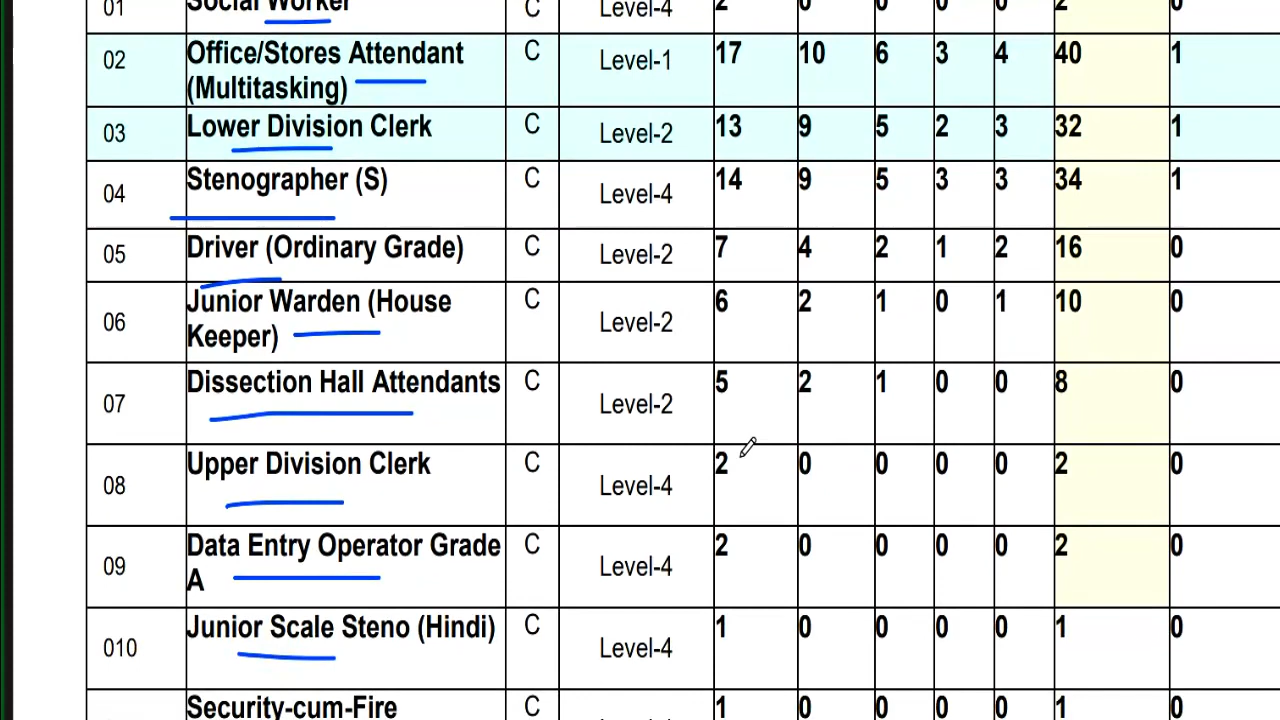 01 Social Worker C Level-4 2 0 0 0 0 2 0
02 Office/Stores Attendant C Level-1 17 10 6 3 4 40 1
(Multitasking)
03 Lower Division Clerk C Level-2 13 9 5 2 3 32 1
04 Stenographer (S) C Level-4 14 9 5 3 3 34 1
05 Driver (Ordinary Grade) C Level-2 7 4 2 1 2 16 0
06 Junior Warden (House C Level-2 6 2 1 0 1 10 0
Keeper)
07 Dissection Hall Attendants C Level-2 5 2 1 0 0 8 0
08 Upper Division Clerk C Level-4 2 0 0 0 0 2 0
09 Data Entry Operator Grade C Level-4 2 0 0 0 0 2 0
A
010 Junior Scale Steno (Hindi) C Level-4 1 0 0 0 0 1 0
Security-cum-Fire C 1 0 0 0 0 1 0